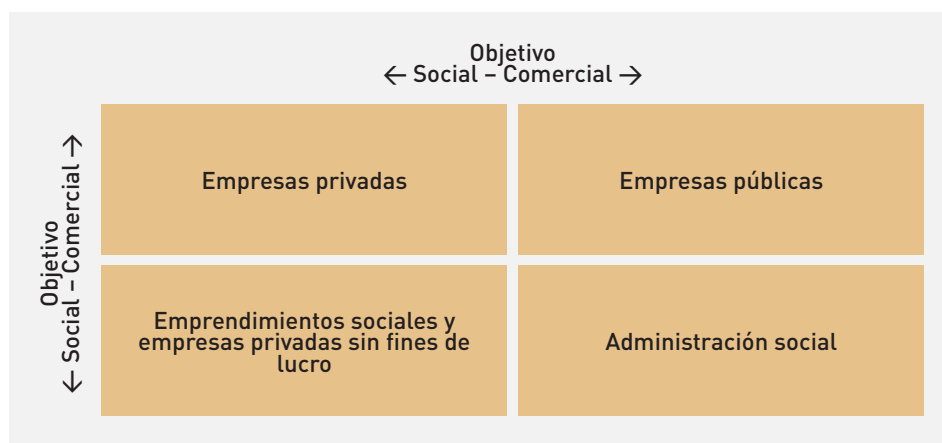 Objetivo
← Social – Comercial →
Objetivo
← Social – Comercial →
Empresas privadas
Empresas públicas
Emprendimientos sociales y
empresas privadas sin fines de
lucro
Administración social